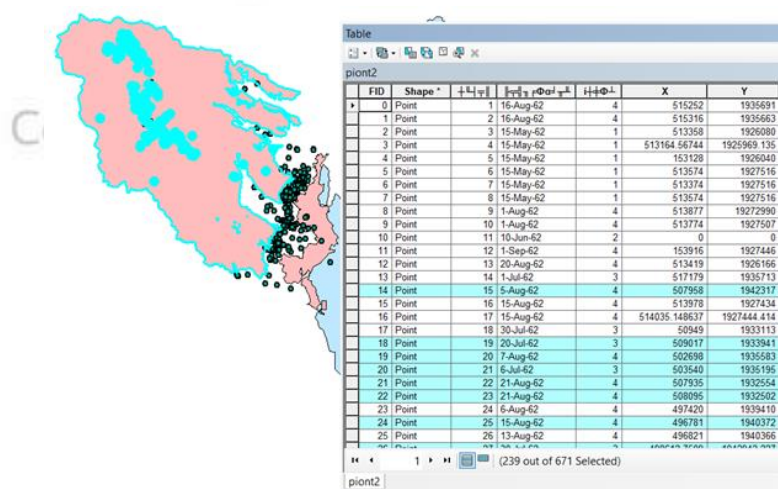 C
Table
piont2
FID Shape * X Y
0 Point 1 16-Aug-62 4 515252 1935691
1 Point 2 16-Aug-62 4 515316 1935663
2 Point 3 15-May-62 1 513358 1926080
3 Point 4 15-May-62 1 513164.56744 1925969.135
4 Point 5 15-May-62 1 153128 1926040
5 Point 6 15-May-62 1 513574 1927516
6 Point 7 15-May-62 1 513374 1927516
7 Point 8 15-May-62 1 513574 1927516
8 Point 9 1-Aug-62 4 513877 19272990
9 Point 10 1-Aug-62 4 513774 1927507
10 Point 11 10-Jun-62 2 0 0
11 Point 12 1-Sep-62 4 153916 1927446
12 Point 13 20-Aug-62 4 513419 1926166
13 Point 14 1-Jul-62 3 517179 1935713
14 Point 15 5-Aug-62 4 507958 1942317
15 Point 16 15-Aug-62 4 513978 1927434
16 Point 17 15-Aug-62 4 514035.148637 1927444.414
17 Point 18 30-Jul-62 3 50949 1933113
18 Point 19 20-Jul-62 3 509017 1933941
19 Point 20 7-Aug-62 4 502698 1935583
20 Point 21 6-Jul-62 3 503540 1935195
21 Point 22 21-Aug-62 4 507935 1932554
22 Point 23 21-Aug-62 4 508095 1932502
23 Point 24 6-Aug-62 4 497420 1939410
24 Point 25 15-Aug-62 4 496781 1940372
25 Point 26 13-Aug-62 4 496821 1940366
1 (239 out of 671 Selected)
piont2